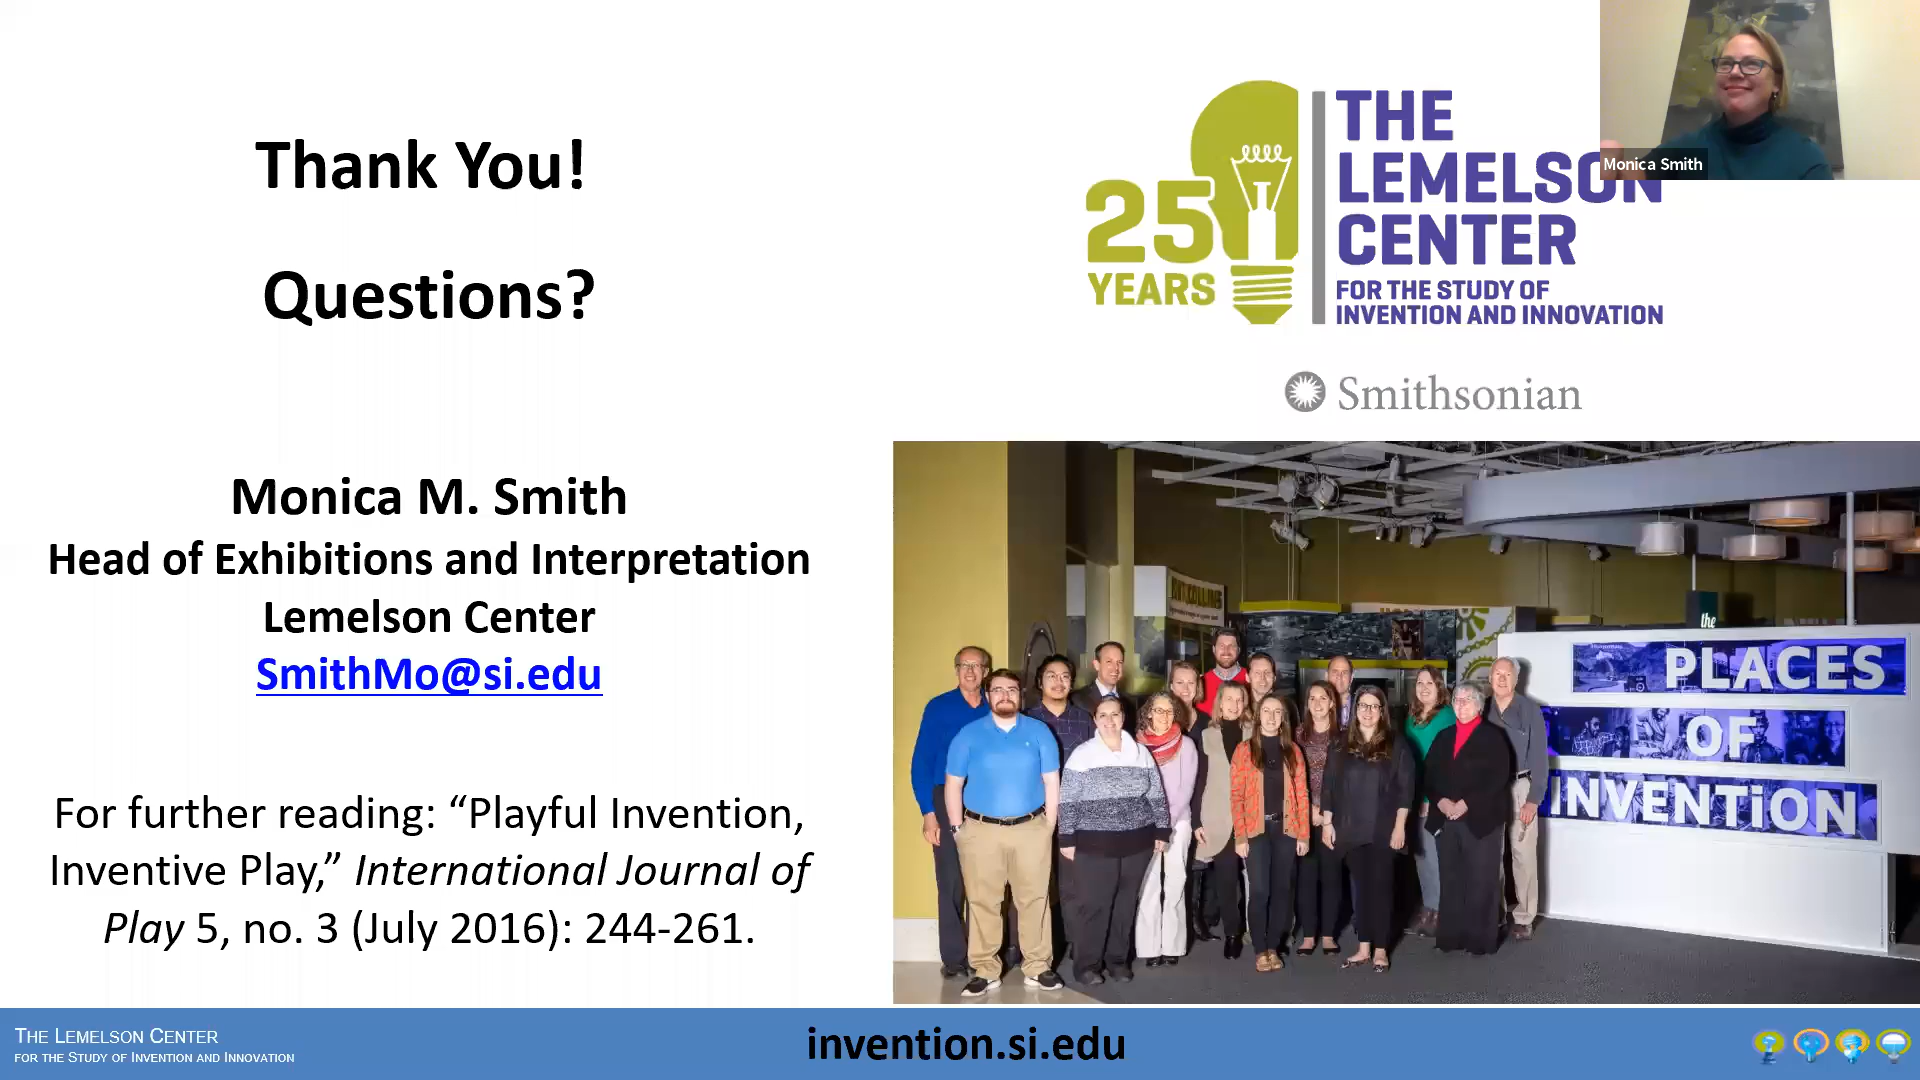 Thank You!
Questions?
Monica M. Smith
Head of Exhibitions and Interpretation
Lemelson Center
SmithMo@si.edu
For further reading: “Playful Invention,
Inventive Play,” International Journal of
Play 5, no. 3 (July 2016): 244-261.
25
YEARS
THE
LEMELSON
CENTER
FOR THE STUDY OF
INVENTION AND INNOVATION
Smithsonian
Monica Smith
the
PLACES
OF
INVENTiON
THE LEMELSON CENTER
FOR THE STUDY OF INVENTION AND INNOVATION
invention.si.edu